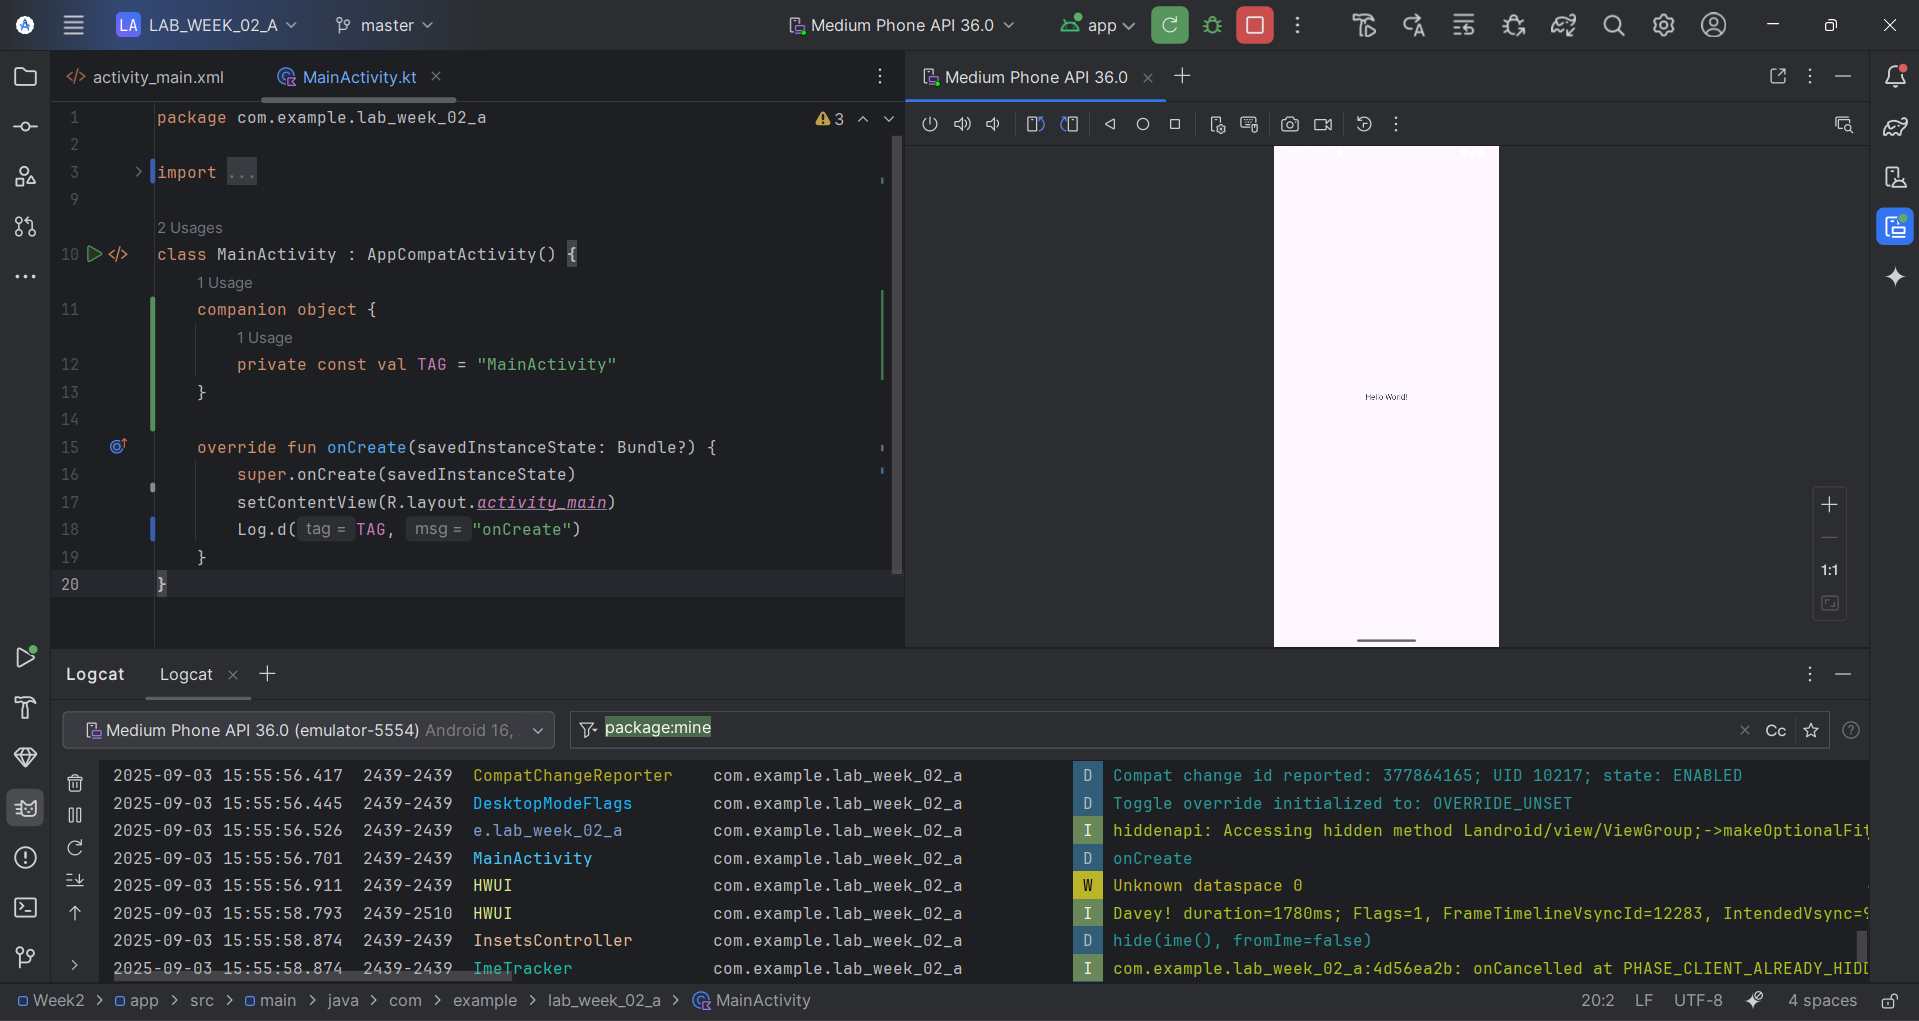 LA LAB_WEEK_02_A master Medium Phone API 36.0 app
activity_main.xml MainActivity.kt
1 package com.example.lab_week_02_a 3
2
3 import ...
9
2 Usages
10 class MainActivity : AppCompatActivity() {
1 Usage
11 companion object {
1 Usage
12 private const val TAG = "MainActivity"
13 }
14
15 override fun onCreate(savedInstanceState: Bundle?) {
16 super.onCreate(savedInstanceState)
17 setContentView(R.layout.activity_main)
18 Log.d( tag = TAG, msg = "onCreate")
19 }
20 }
Medium Phone API 36.0
Hello World!
1:1
Logcat Logcat
Medium Phone API 36.0 (emulator-5554) Android 16, package:mine Cc
2025-09-03 15:55:56.417 2439-2439 CompatChangeReporter com.example.lab_week_02_a D Compat change id reported: 377864165; UID 10217; state: ENABLED
2025-09-03 15:55:56.445 2439-2439 DesktopModeFlags com.example.lab_week_02_a D Toggle override initialized to: OVERRIDE_UNSET
2025-09-03 15:55:56.526 2439-2439 e.lab_week_02_a com.example.lab_week_02_a I hiddenapi: Accessing hidden method Landroid/view/ViewGroup;->makeOptionalFit
2025-09-03 15:55:56.701 2439-2439 MainActivity com.example.lab_week_02_a D onCreate
2025-09-03 15:55:56.911 2439-2439 HWUI com.example.lab_week_02_a W Unknown dataspace 0
2025-09-03 15:55:58.793 2439-2510 HWUI com.example.lab_week_02_a I Davey! duration=1780ms; Flags=1, FrameTimelineVsyncId=12283, IntendedVsync=9
2025-09-03 15:55:58.874 2439-2439 InsetsController com.example.lab_week_02_a D hide(ime(), fromIme=false)
2025-09-03 15:55:58.874 2439-2439 ImeTracker com.example.lab_week_02_a I com.example.lab_week_02_a:4d56ea2b: onCancelled at PHASE_CLIENT_ALREADY_HIDD
Week2 > app > src > main > java > com > example > lab_week_02_a > MainActivity 20:2 LF UTF-8 4 spaces